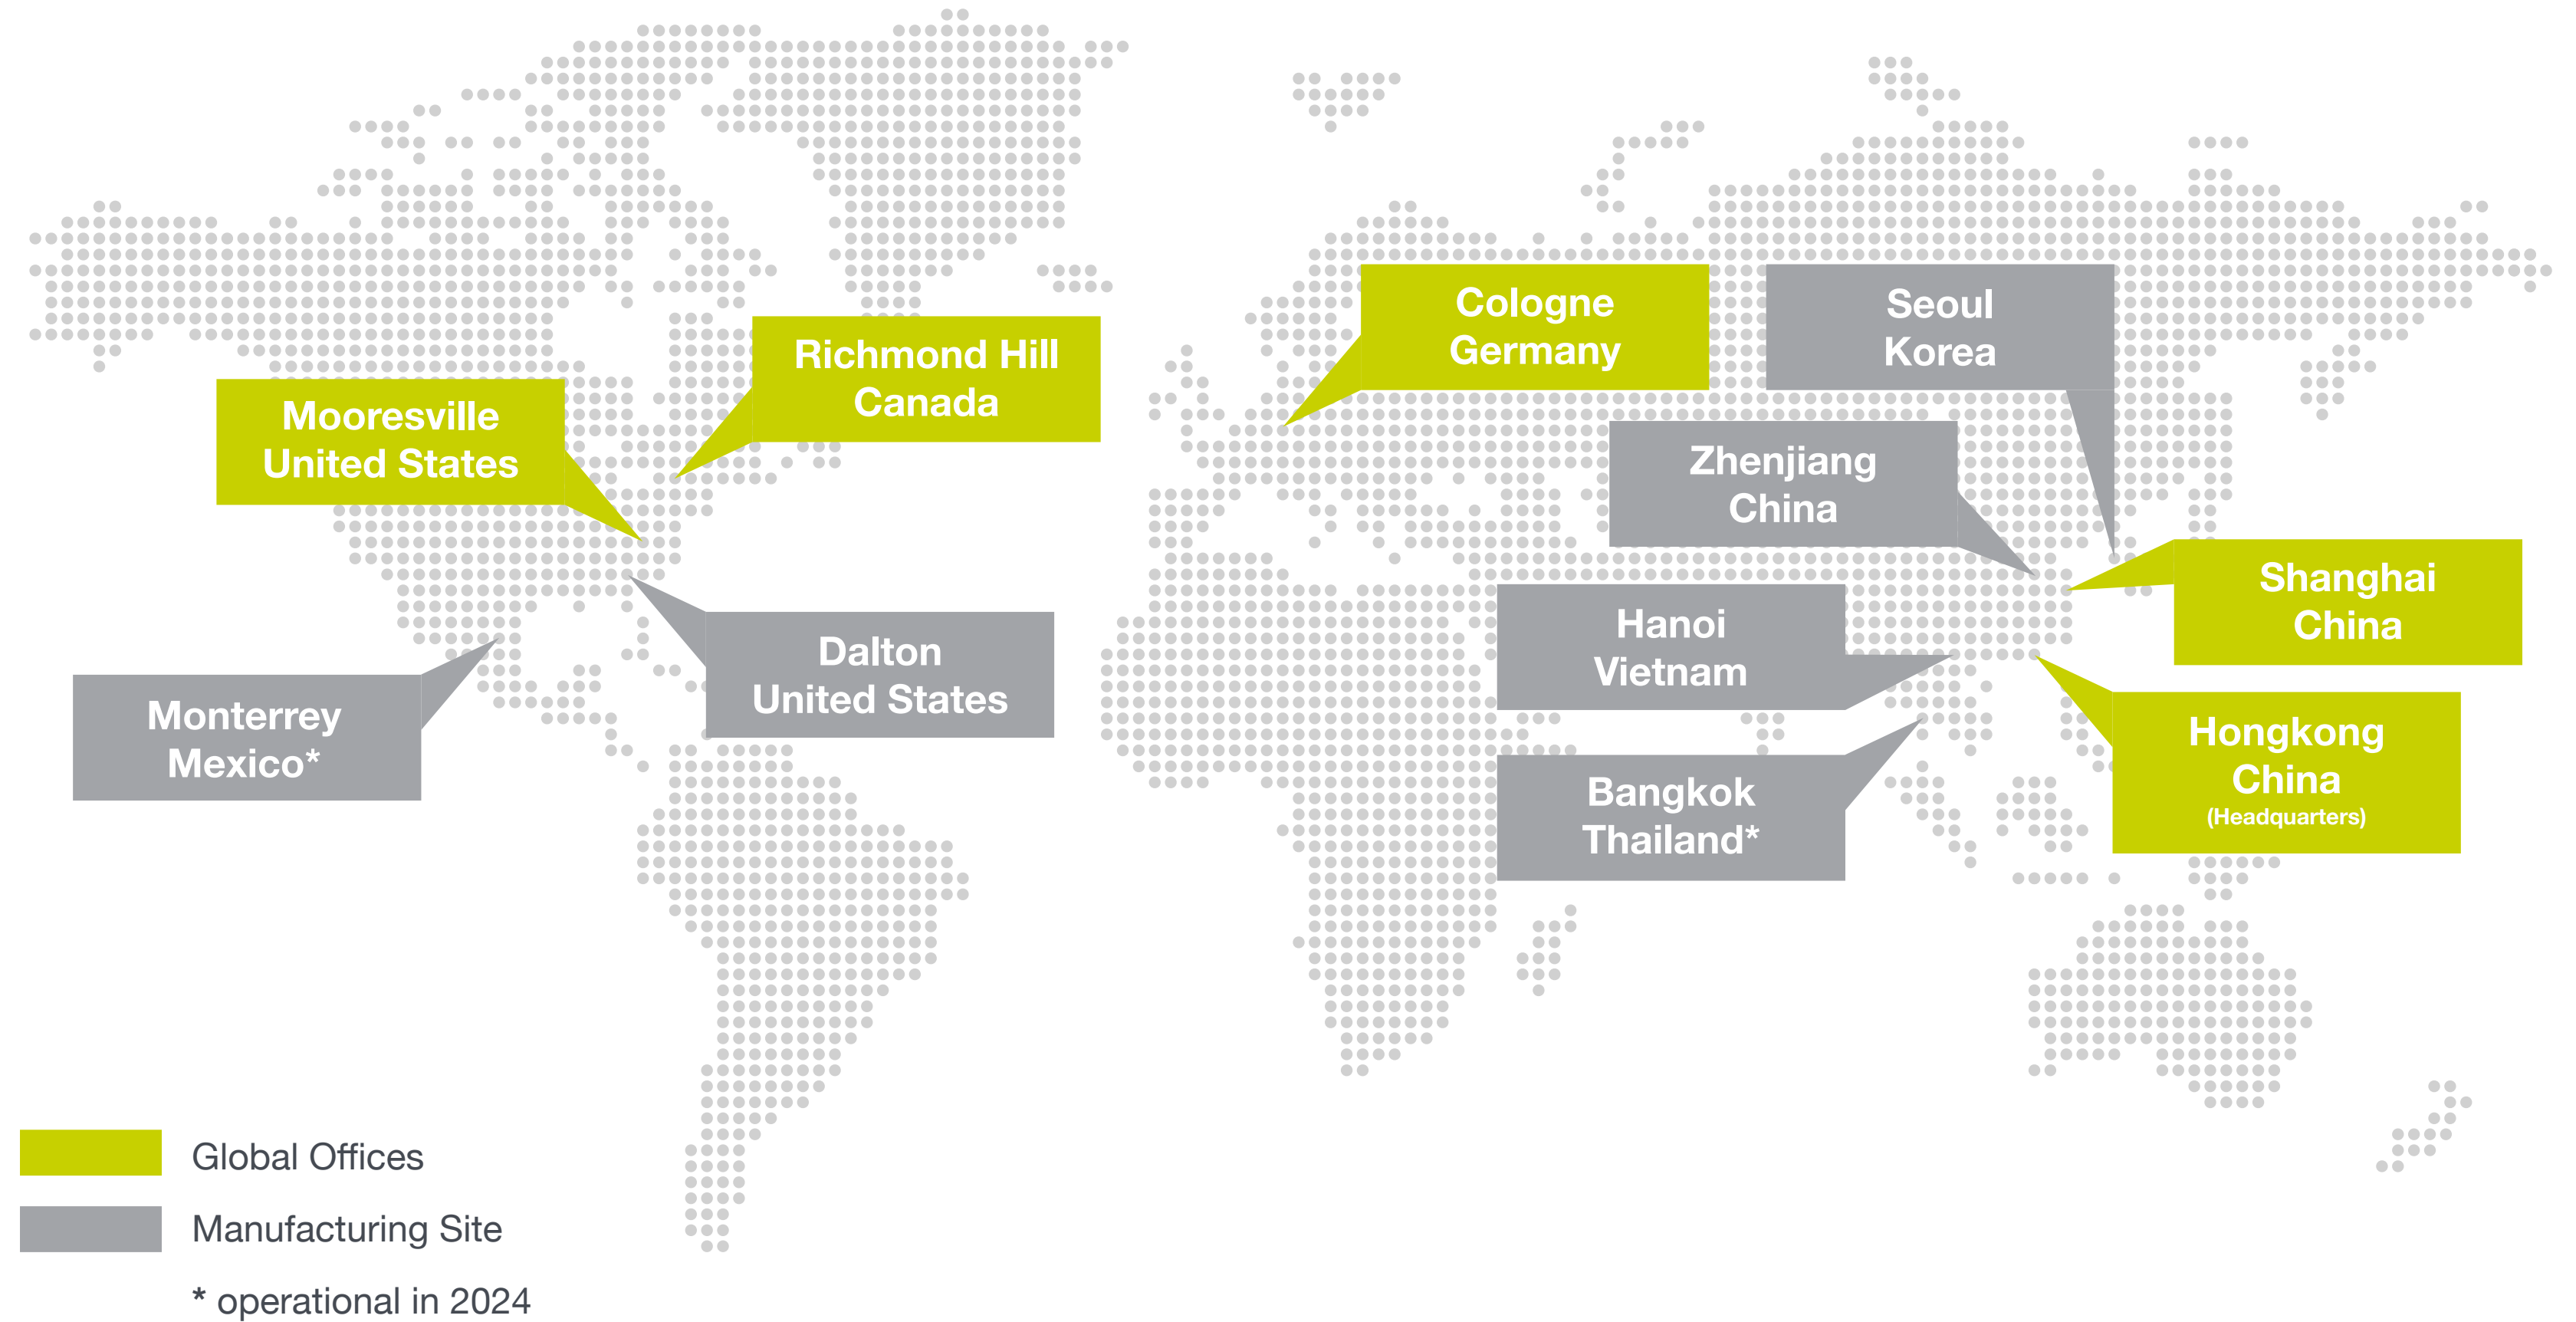 Cologne
Germany
Seoul
Korea
Richmond Hill
Canada
Mooresville
United States
Zhenjiang
China
Shanghai
China
Hanoi
Vietnam
Dalton
United States
Monterrey
Mexico*
Hongkong
China
(Headquarters)
Bangkok
Thailand*
Global Offices
Manufacturing Site
* operational in 2024